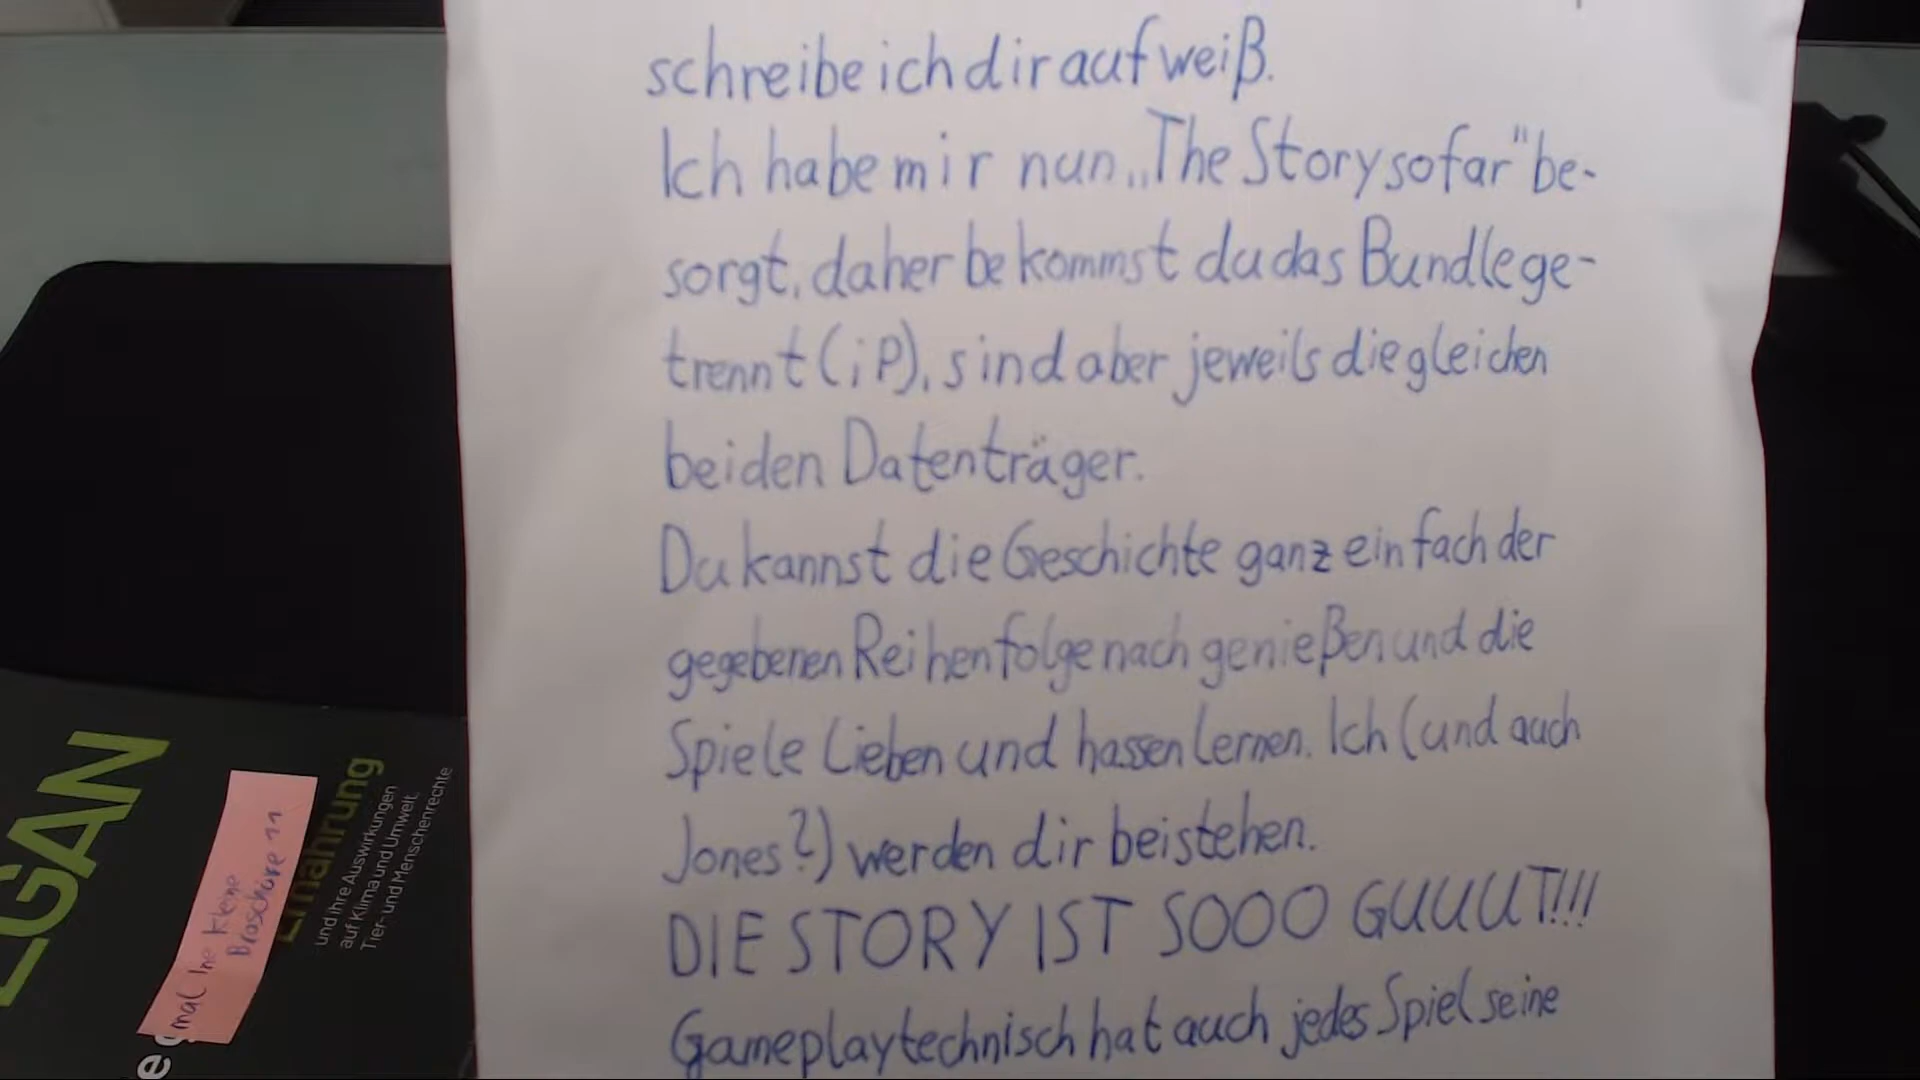 schreibe ich dir auf weiß.
Ich habe mir nun „The Story so far" be-
sorgt, daher bekommst du das Bundle ge-
trennt (iP), sind aber jeweils die gleichen
beiden Datenträger.
Du kannst die Geschichte ganz einfach der
gegebenen Reihenfolge nach genießen und die
Spiele lieben und hassen lernen. Ich (und auch
Jones?) werden dir beistehen.
DIE STORY IST SOOO GUUUT!!!
Gameplaytechnisch hat auch jedes Spiel seine
EGAN
Ernährung
und ihre Auswirkungen
auf Klima und Umwelt,
Tier- und Menschenrechte
mal ine kleine
Broschüre